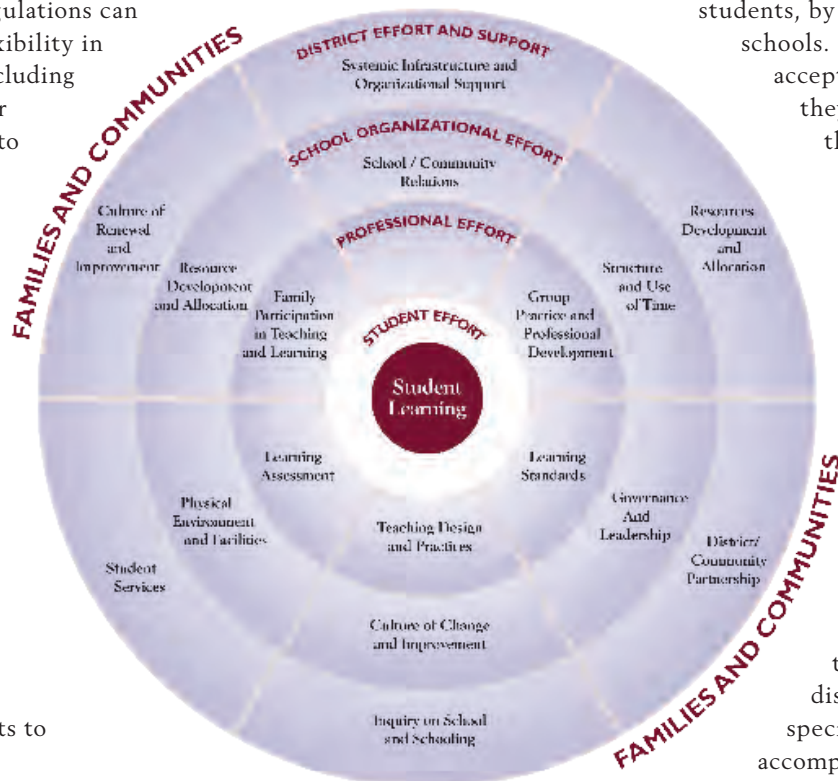 gulations can
xibility in
cluding
r
to
students, by
schools.
accept
they
th
FAMILIES AND COMMUNITIES
DISTRICT EFFORT AND SUPPORT
Systemic Infrastructure and
Organizational Support
SCHOOL ORGANIZATIONAL EFFORT
School / Community
Relations
PROFESSIONAL EFFORT
Culture of
Renewal
and
Improvement
Resource
Development
and Allocation
Family
Participation
in Teaching
and Learning
Group
Practice and
Professional
Development
Structure
and Use
of Time
Resources
Development
and
Allocation
STUDENT EFFORT
Student
Learning
Learning
Assessment
Learning
Standards
Physical
Environment
and Facilities
Teaching Design
and Practices
Governance
And
Leadership
Student
Services
District/
Community
Partnership
Culture of Change
and Improvement
Inquiry on School
and Schooling
FAMILIES AND COMMUNITIES
ts to
t
dis
speci
accomp